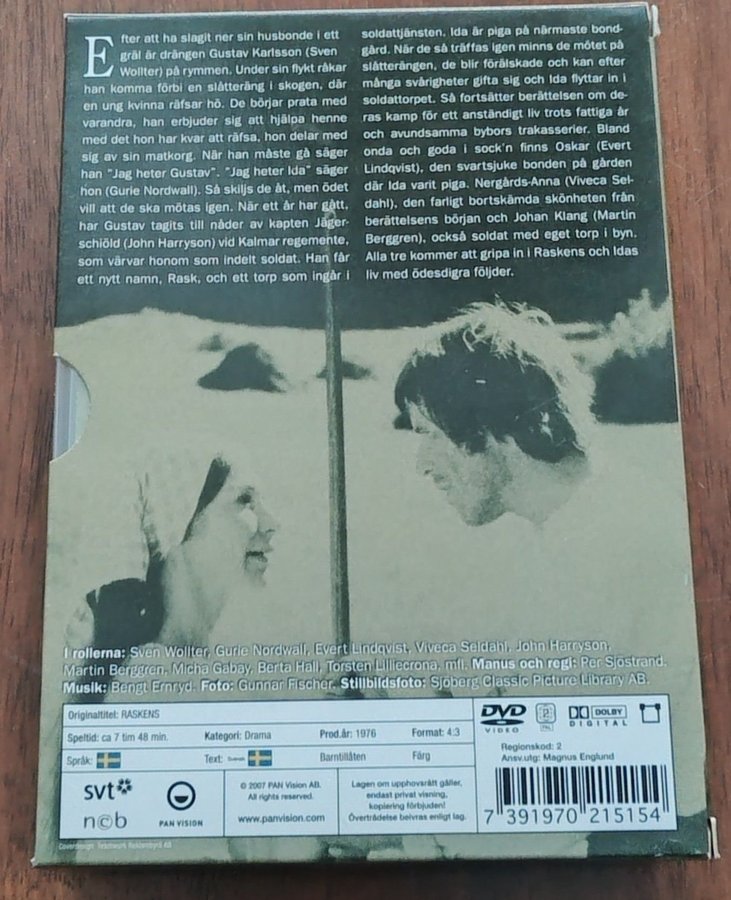 Efter att ha slagit ner sin husbonde i ett
gräl är drängen Gustav Karlsson (Sven
Wollter) på rymmen. Under sin flykt råkar
han komma förbi en slåtteräng i skogen, där
en ung kvinna räfsar hö. De börjar prata med
varandra, han erbjuder sig att hjälpa henne
med det hon har kvar att räfsa, hon delar med
sig av sin matkorg. När han måste gå säger
han "Jag heter Gustav". "Jag heter Ida" säger
hon (Gurie Nordwall). Så skiljs de åt, men ödet
vill att de ska mötas igen. När ett år har gått,
har Gustav tagits till nåder av kapten Jäger-
schiöld (John Harryson) vid Kalmar regemente,
som värvar honom som indelt soldat. Han får
ett nytt namn, Rask, och ett torp som ingår i
soldattjänsten. Ida är piga på närmaste bond-
gård. När de så träffas igen minns de mötet på
slåtterängen, de blir förälskade och kan efter
många svårigheter gifta sig och Ida flyttar in i
soldattorpet. Så fortsätter berättelsen om de-
ras kamp för ett anständigt liv trots fattiga år
och avundsamma bybors trakasserier. Bland
onda och goda i sock'n finns Oskar (Evert
Lindqvist), den svartsjuke bonden på gården
där Ida varit piga. Nergårds-Anna (Viveca Sel-
dahl), den farligt bortskämda skönheten från
berättelsens början och Johan Klang (Martin
Berggren), också soldat med eget torp i byn.
Alla tre kommer att gripa in i Raskens och Idas
liv med ödesdigra följder.
I rollerna: Sven Wollter, Gurie Nordwall, Evert Lindqvist, Viveca Seldahl, John Harryson,
Martin Berggren, Micha Gabay, Berta Hall, Torsten Lilliecrona, mfl. Manus och regi: Per Sjöstrand.
Musik: Bengt Ernryd. Foto: Gunnar Fischer. Stillbildsfoto: Sjöberg Classic Picture Library AB.
Originaltitel: RASKENS
Speltid: ca 7 tim 48 min. Kategori: Drama Prod.år: 1976 Format: 4:3
Språk: Text: Svenska Barntillåten Färg
DVD VIDEO 2 PAL DOLBY DIGITAL
Regionskod: 2
Ansv.utg: Magnus Englund
svt
ncb
PAN VISION
© 2007 PAN Vision AB.
All rights reserved.
www.panvision.com
Lagen om upphovsrätt gäller,
endast privat visning,
kopiering förbjuden!
Överträdelse beivras enligt lag.
7 391970 215154
Coverdesign: Teamwork Reklambyrå AB